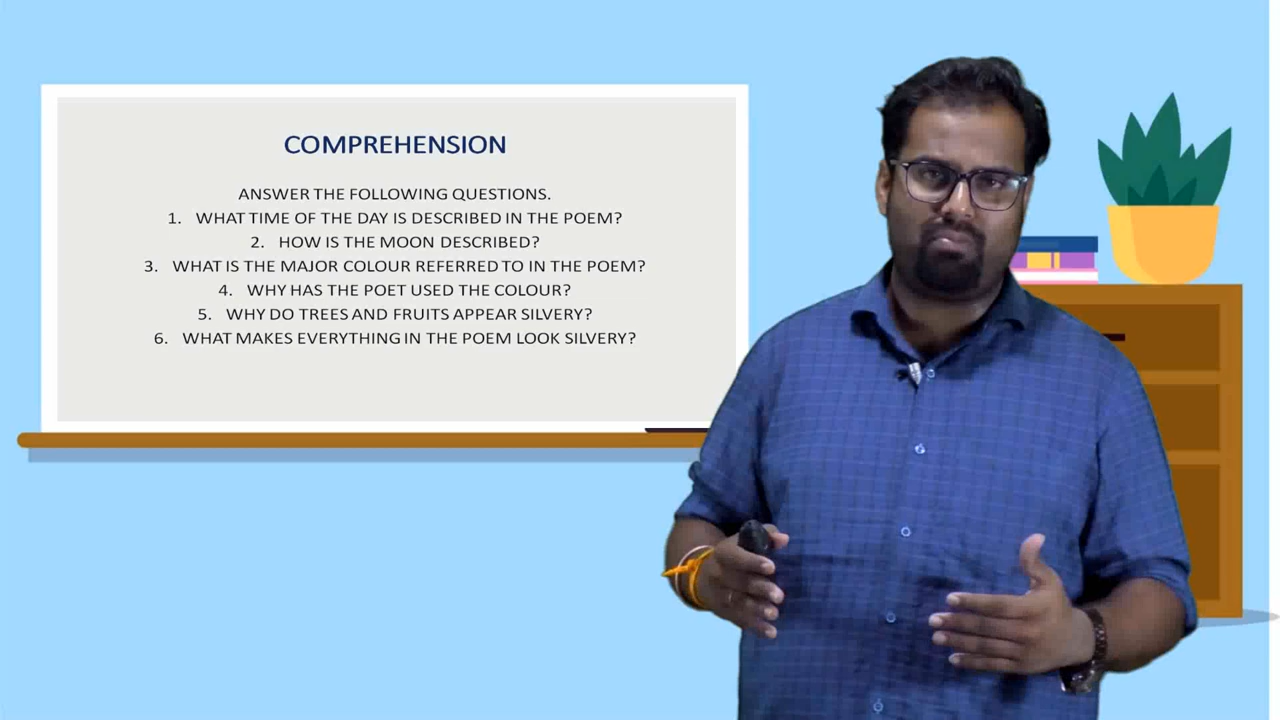 COMPREHENSION
ANSWER THE FOLLOWING QUESTIONS.
1. WHAT TIME OF THE DAY IS DESCRIBED IN THE POEM?
2. HOW IS THE MOON DESCRIBED?
3. WHAT IS THE MAJOR COLOUR REFERRED TO IN THE POEM?
4. WHY HAS THE POET USED THE COLOUR?
5. WHY DO TREES AND FRUITS APPEAR SILVERY?
6. WHAT MAKES EVERYTHING IN THE POEM LOOK SILVERY?